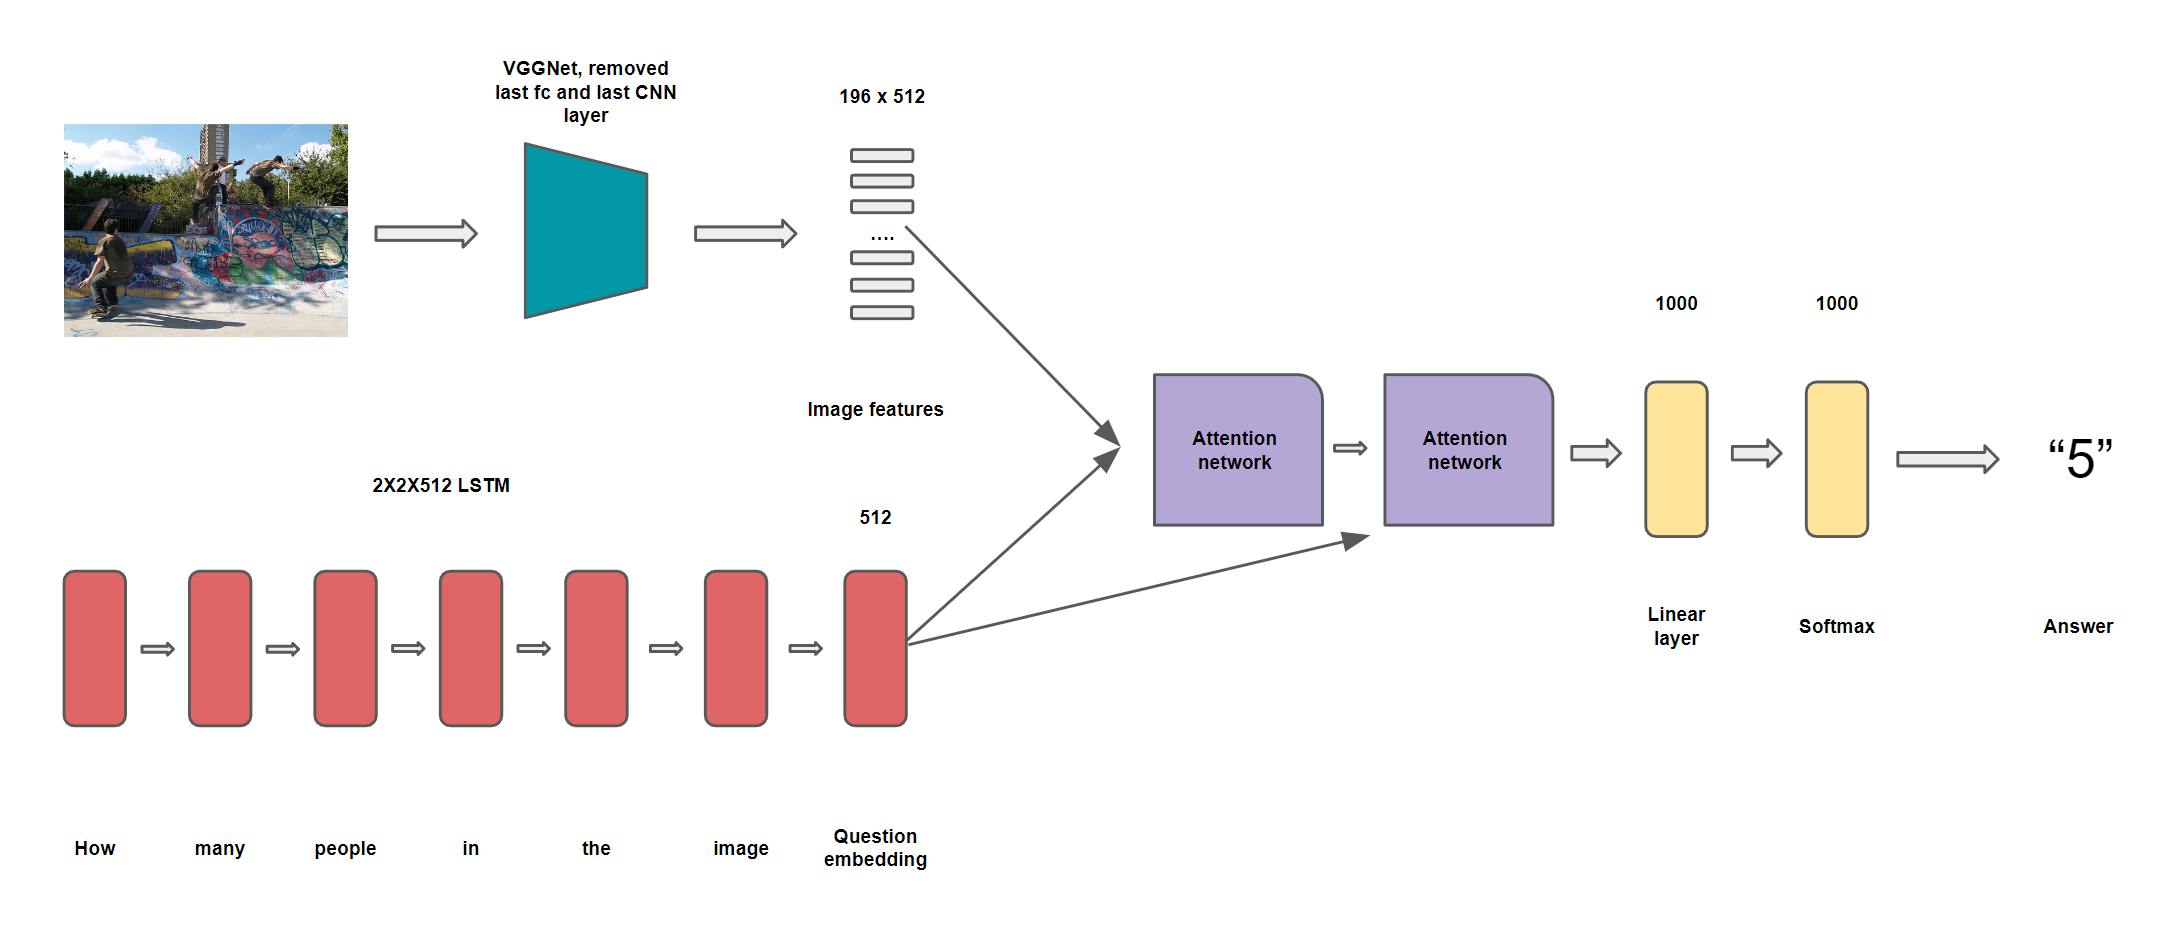 VGGNet, removed
last fc and last CNN
layer
196 x 512
....
Image features
2X2X512 LSTM
512
How
many
people
in
the
image
Question
embedding
Attention
network
Attention
network
1000
1000
Linear
layer
Softmax
“5”
Answer